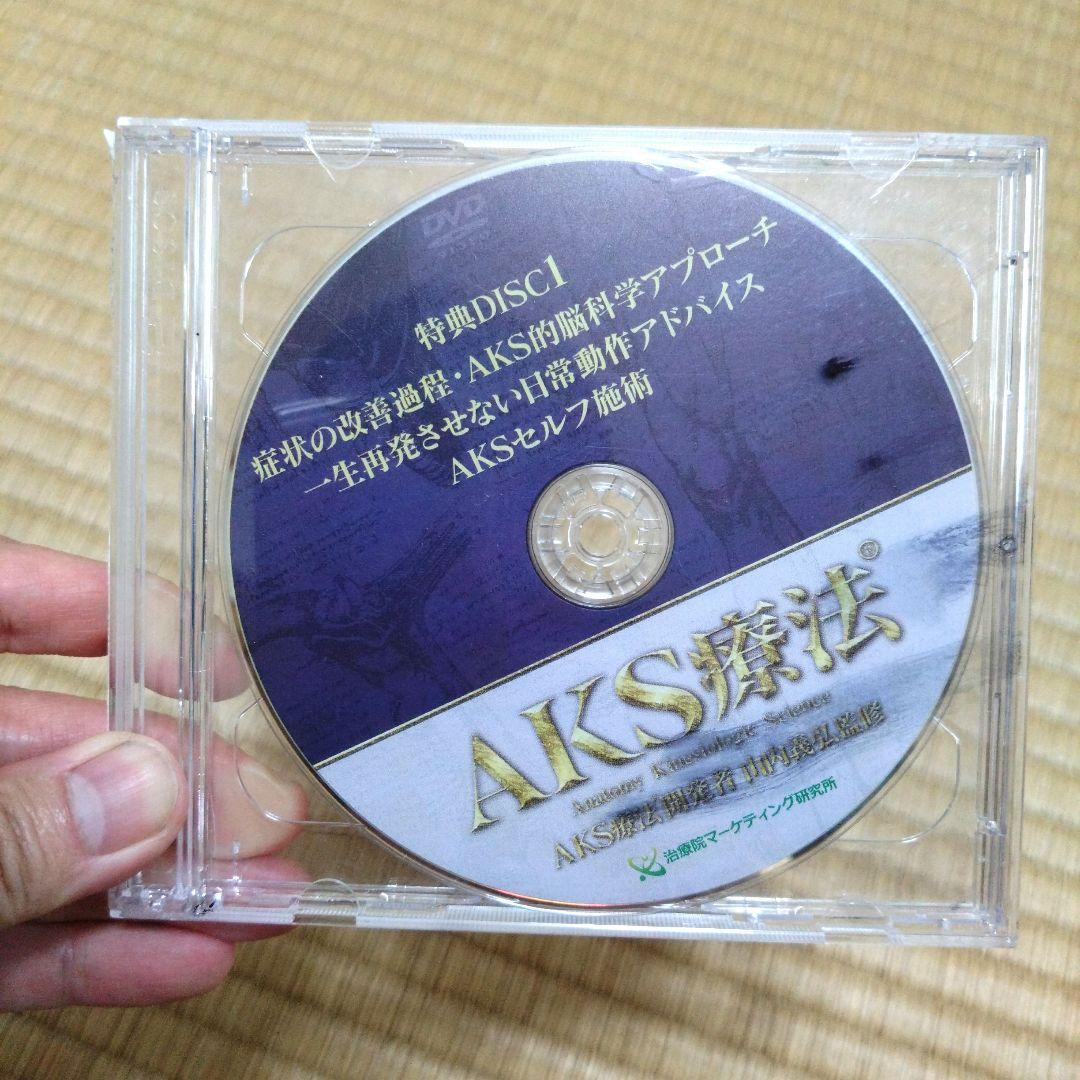 DVD
特典DISC1
症状の改善過程・AKS的脳科学アプローチ
一生再発させない日常動作アドバイス
AKSセルフ施術
AKS療法®
Anatomy Kinesiologic Science
AKS療法 開発者 山内義弘監修
治療院マーケティング研究所